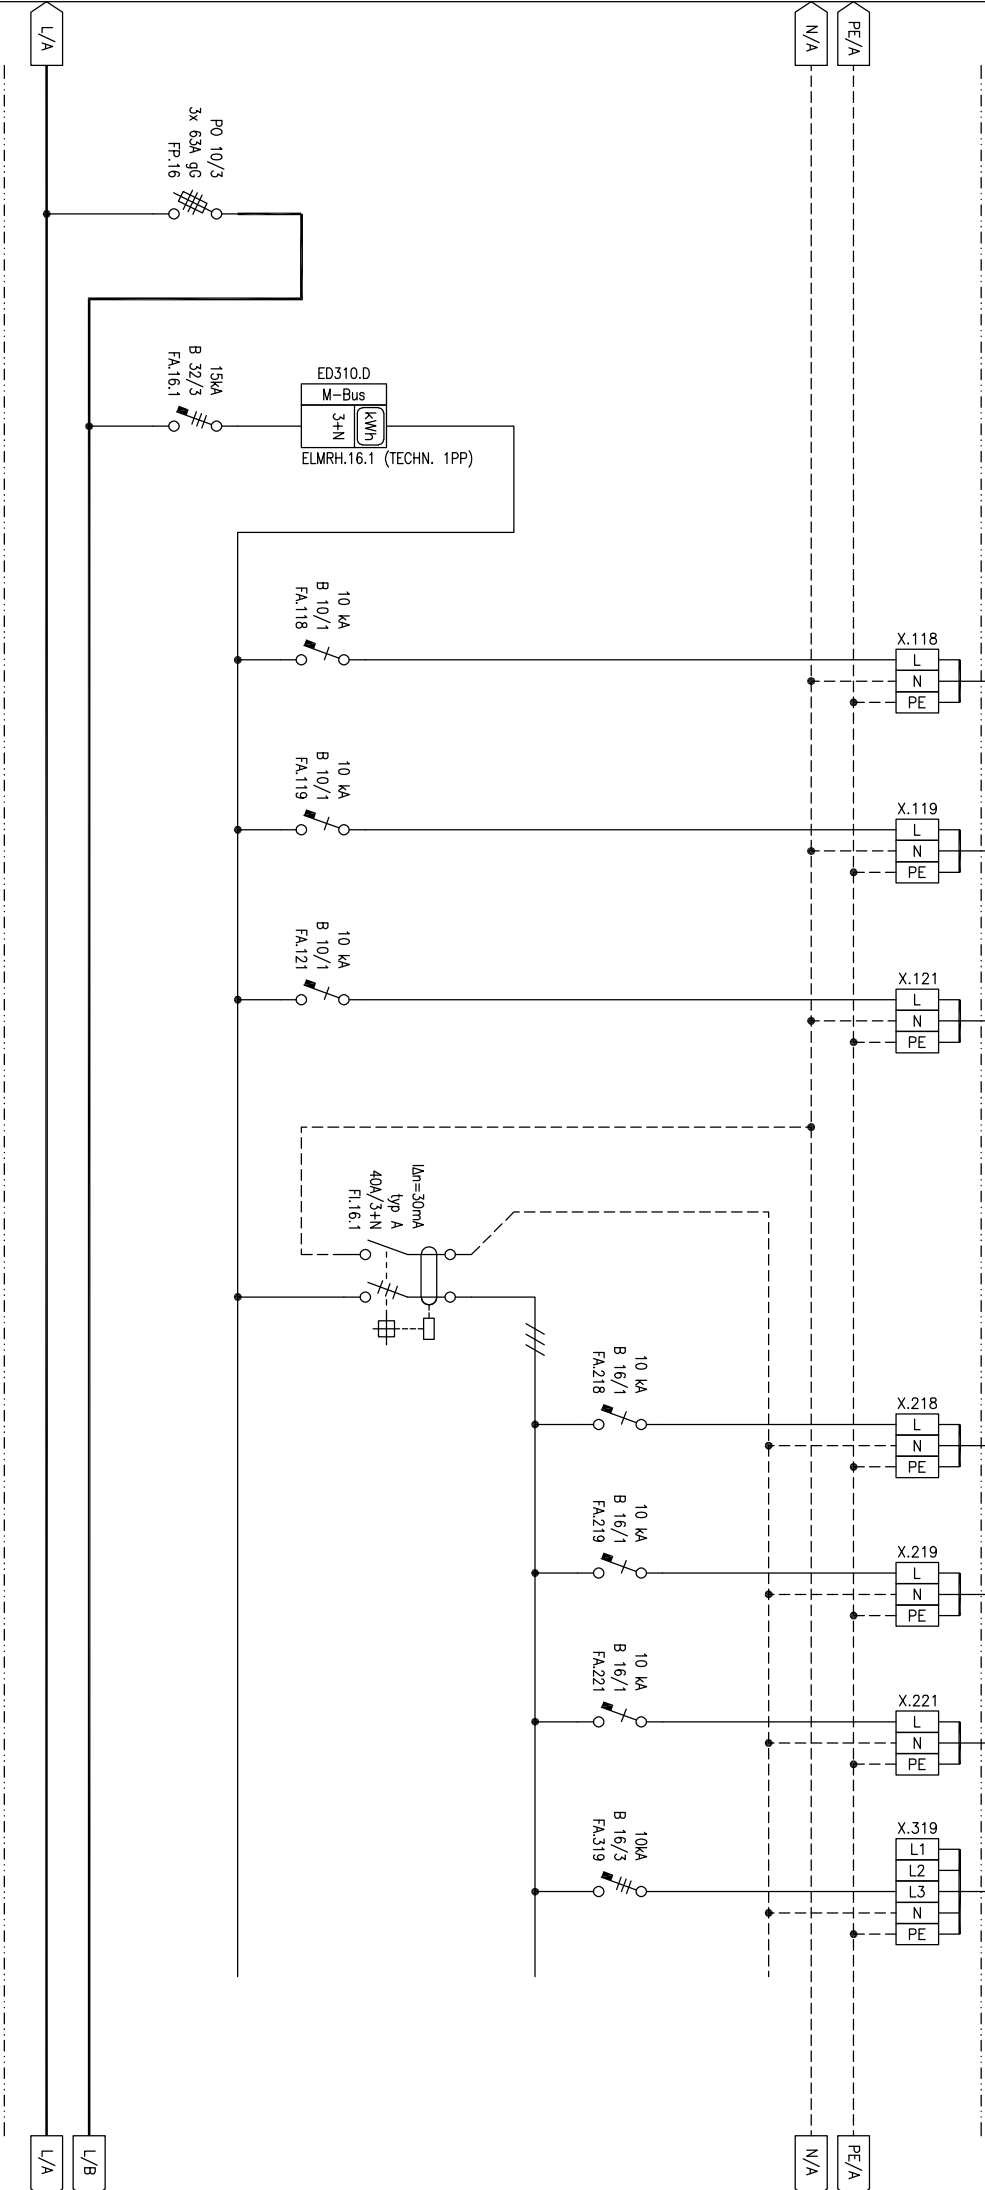 L/A
N/A
PE/A
PO 10/3
3x 63A gG
FP.16
15kA
B 32/3
FA.16.1
ED310.D
M-Bus
kWh
3+N
ELMRH.16.1 (TECHN. 1PP)
10 kA
B 10/1
FA.118
X.118
L
N
PE
10 kA
B 10/1
FA.119
X.119
L
N
PE
10 kA
B 10/1
FA.121
X.121
L
N
PE
IΔn=30mA
typ A
40A/3+N
FI.16.1
10 kA
B 16/1
FA.218
X.218
L
N
PE
10 kA
B 16/1
FA.219
X.219
L
N
PE
10 kA
B 16/1
FA.221
X.221
L
N
PE
10kA
B 16/3
FA.319
X.319
L1
L2
L3
N
PE
L/A
L/B
N/A
PE/A